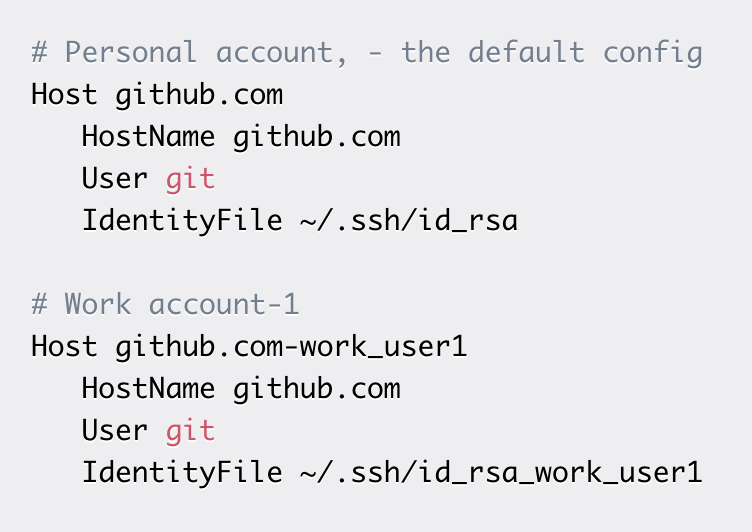 # Personal account, - the default config
Host github.com
   HostName github.com
   User git
   IdentityFile ~/.ssh/id_rsa

# Work account-1
Host github.com-work_user1
   HostName github.com
   User git
   IdentityFile ~/.ssh/id_rsa_work_user1